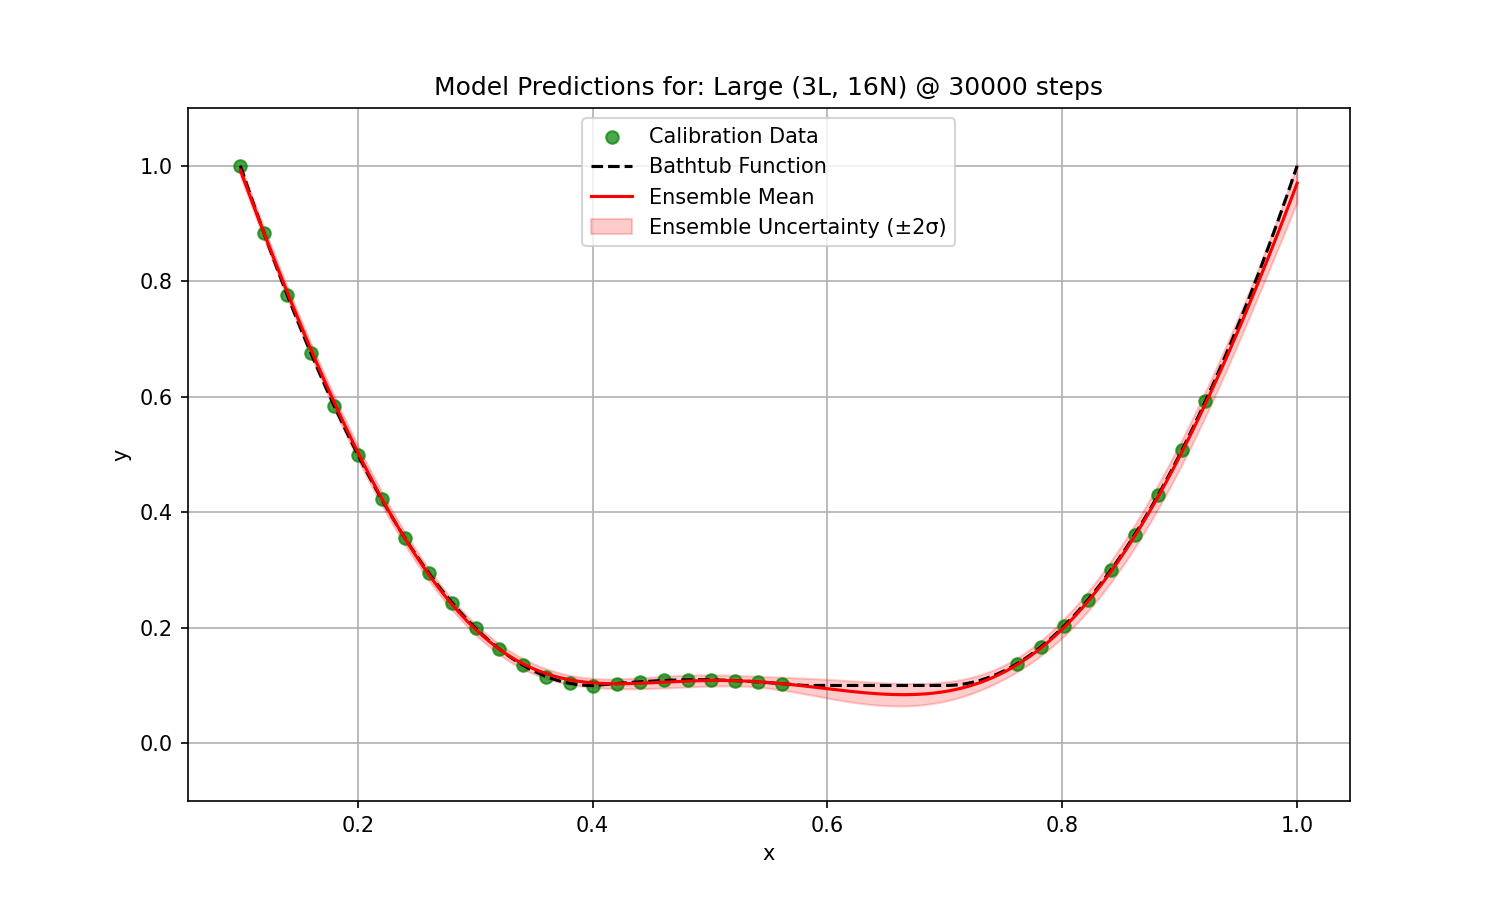 Model Predictions for: Large (3L, 16N) @ 30000 steps
Calibration Data
Bathtub Function
Ensemble Mean
Ensemble Uncertainty (±2σ)
1.0
0.8
0.6
0.4
0.2
0.0
y
0.2 0.4 0.6 0.8 1.0
x